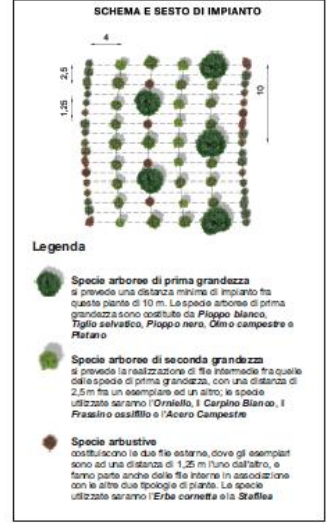 SCHEMA E SESTO DI IMPIANTO
4
2,5
1,25
10
Legenda
Specie arboree di prima grandezza
si prevede una distanza minima di impianto fra
queste piante di 10 m. Le specie arboree di prima
grandezza sono costituite da Pioppo bianco,
Tiglio selvatico, Pioppo nero, Olmo campestre e
Platano
Specie arboree di seconda grandezza
si prevede la realizzazione di file intermedie fra quelle
delle specie di prima grandezza, con una distanza di
2,5 m fra un esemplare ed un altro; le specie
utilizzate saranno l'Orniello, il Carpino Bianco, il
Frassino ossifillo e l'Acero Campestre
Specie arbustive
costituiscono le due file esterne, dove gli esemplari
sono ad una distanza di 1,25 m l'uno dall'altro, e
fanno parte anche delle file interne in associazione
con le altre due tipologie di piante. Le specie
utilizzate saranno l'Erba cornetta e la Stafilea